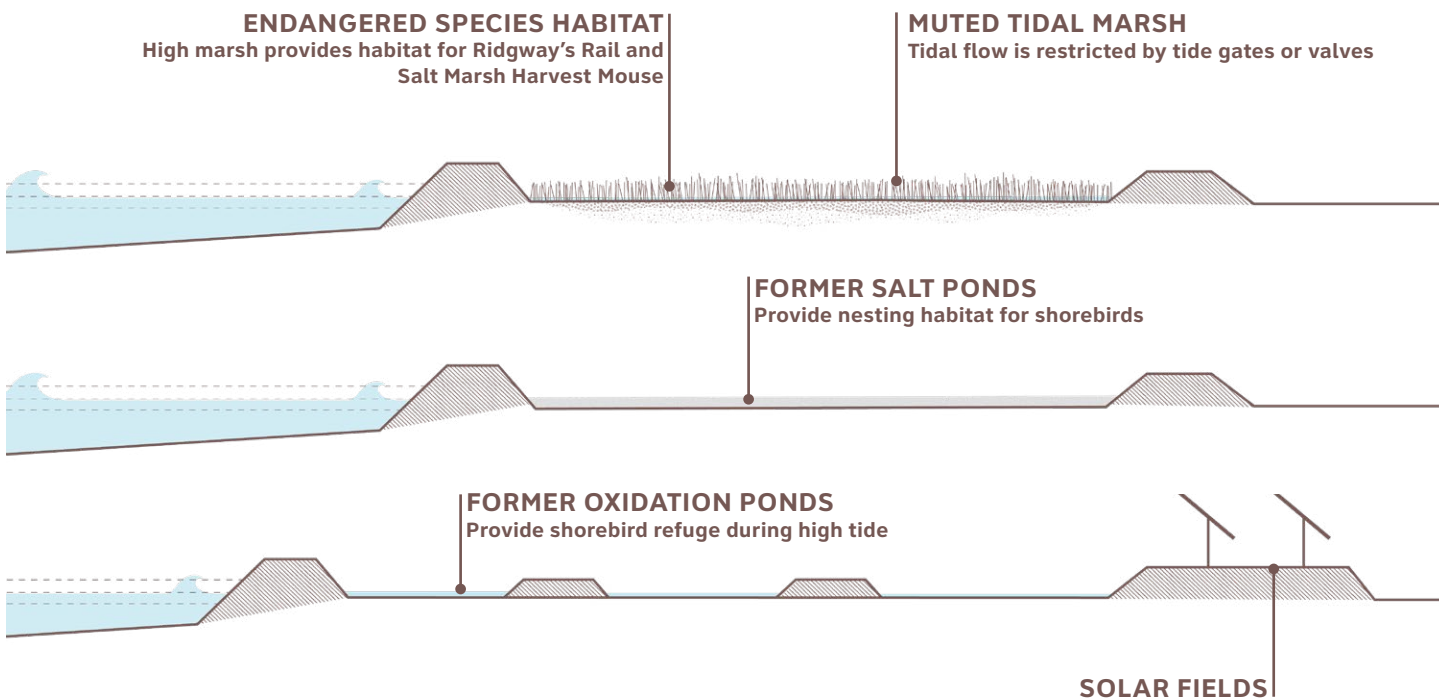 ENDANGERED SPECIES HABITAT
High marsh provides habitat for Ridgway's Rail and
Salt Marsh Harvest Mouse
MUTED TIDAL MARSH
Tidal flow is restricted by tide gates or valves
FORMER SALT PONDS
Provide nesting habitat for shorebirds
FORMER OXIDATION PONDS
Provide shorebird refuge during high tide
SOLAR FIELDS